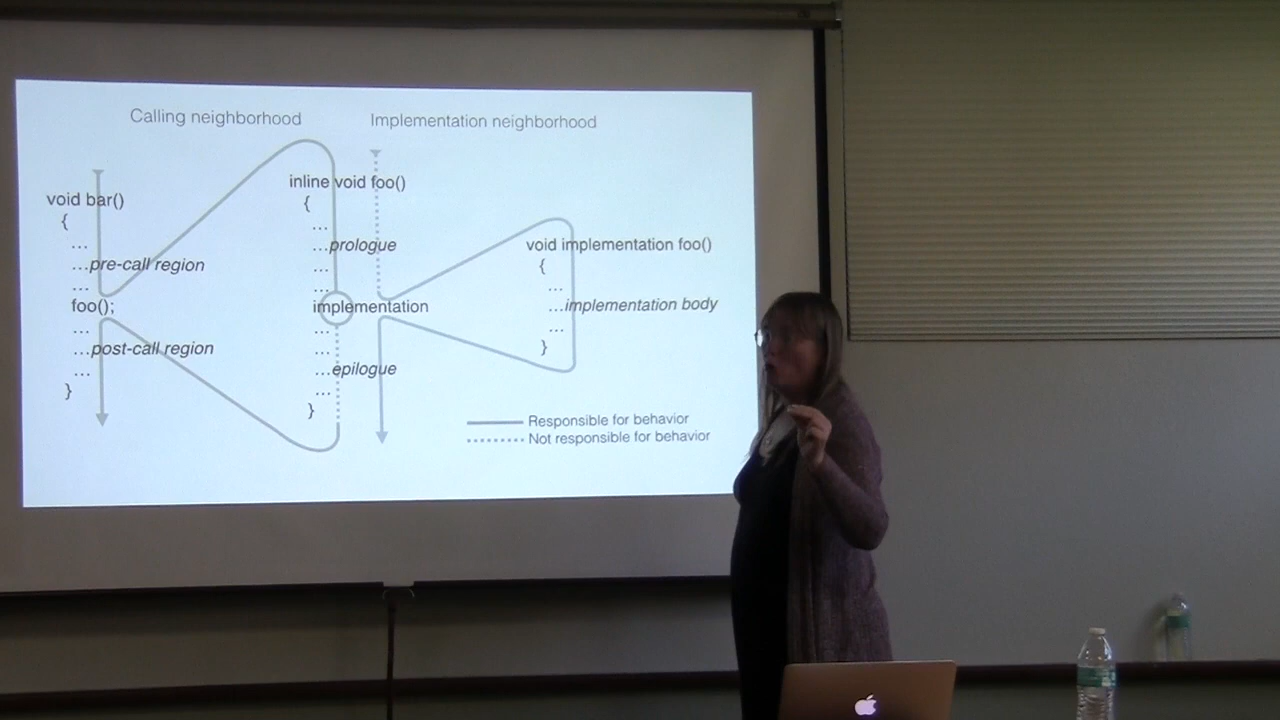 Calling neighborhood
Implementation neighborhood
void bar()
{
...
...pre-call region
...
foo();
...
...post-call region
...
}
inline void foo()
{
...
...prologue
...
...
implementation
...
...
...epilogue
...
}
void implementation foo()
{
...
...implementation body
...
}
Responsible for behavior
Not responsible for behavior